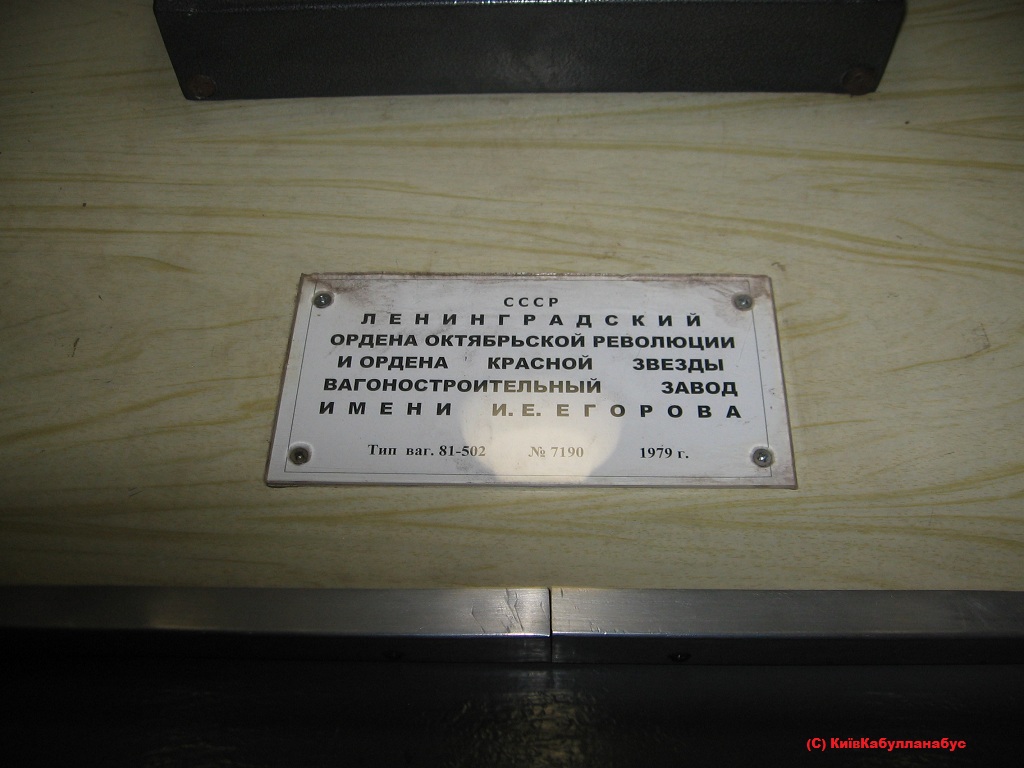 СССР
ЛЕНИНГРАДСКИЙ
ОРДЕНА ОКТЯБРЬСКОЙ РЕВОЛЮЦИИ
И ОРДЕНА КРАСНОЙ ЗВЕЗДЫ
ВАГОНОСТРОИТЕЛЬНЫЙ ЗАВОД
ИМЕНИ И.Е. ЕГОРОВА
Тип ваг. 81-502 № 7190 1979 г.
(С) КиївКабулланабус